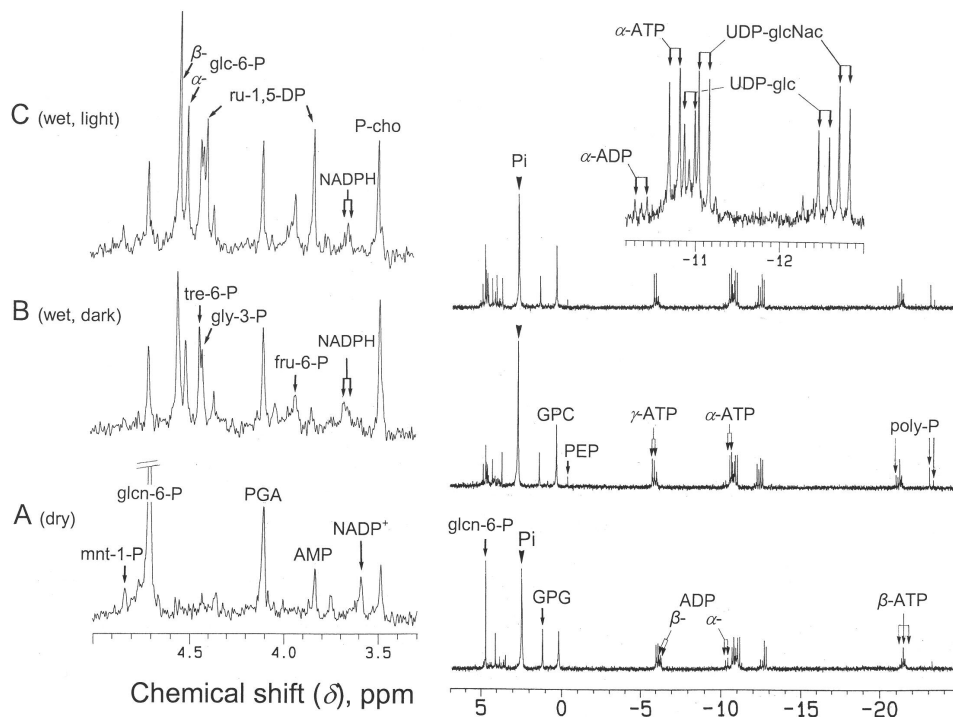 β-
glc-6-P
α-
ru-1,5-DP
C (wet, light)
P-cho
NADPH
α-ATP
UDP-glcNac
UDP-glc
Pi
α-ADP
-11
-12
tre-6-P
B (wet, dark)
gly-3-P
NADPH
fru-6-P
GPC
γ-ATP
α-ATP
PEP
poly-P
glcn-6-P
PGA
A (dry)
NADP+
mnt-1-P
AMP
4.5
4.0
3.5
Chemical shift (δ), ppm
glcn-6-P
Pi
GPG
ADP
β-
α-
β-ATP
5
0
-5
-10
-15
-20